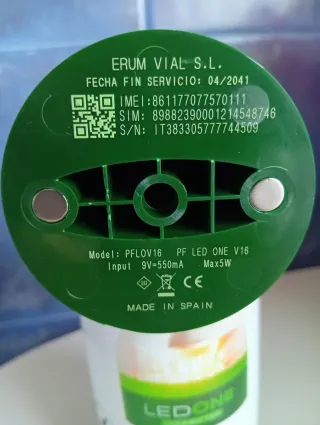 ERUM VIAL S.L.
FECHA FIN SERVICIO: 04/2041
IMEI:861177077570111
SIM: 89882390001214548746
S/N: IT383305777744509
Model: PFLOV16 PF LED ONE V16
Input 9V=550mA Max5W
CE
MADE IN SPAIN
LEDONE